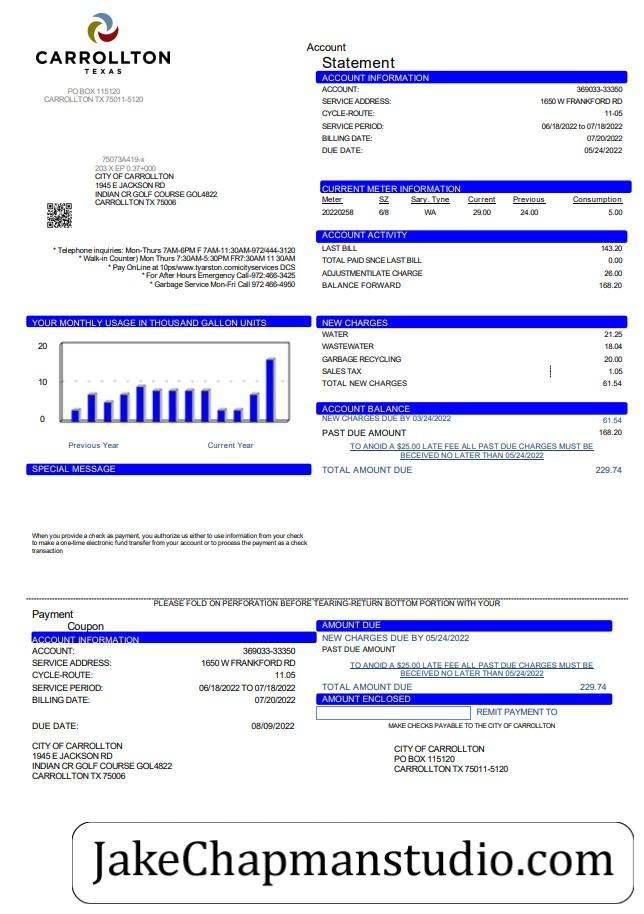 CARROLLTON
TEXAS
PO BOX 115120
CARROLLTON TX 75011-5120
Account
Statement
ACCOUNT INFORMATION
ACCOUNT: 369033-33350
SERVICE ADDRESS: 1650 W FRANKFORD RD
CYCLE-ROUTE: 11-05
SERVICE PERIOD: 06/18/2022 to 07/18/2022
BILLING DATE: 07/20/2022
DUE DATE: 05/24/2022
75073A419-x
203 X EP 0.37+000
CITY OF CARROLLTON
1945 E JACKSON RD
INDIAN CR GOLF COURSE GOL4822
CARROLLTON TX 75006
CURRENT METER INFORMATION
Meter SZ Sary. Tyne Current Previous Consumption
20220258 6/8 WA 29.00 24.00 5.00
* Telephone inquiries: Mon-Thurs 7AM-6PM F 7AM-11:30AM-972/444-3120
* Walk-in Counter) Mon Thurs 7:30AM-5:30PM FR7:30AM 11 30AM
* Pay OnLine at 10ps/www.tyarston.comicityservices DCS
* For After Hours Emergency Call-972:466-3425
* Garbage Service Mon-Fri Call 972 466-4950
ACCOUNT ACTIVITY
LAST BILL 143.20
TOTAL PAID SNCE LAST BILL 0.00
ADJUSTMENTILATE CHARGE 26.00
BALANCE FORWARD 168.20
YOUR MONTHLY USAGE IN THOUSAND GALLON UNITS
20
10
0
Previous Year Current Year
NEW CHARGES
WATER 21.25
WASTEWATER 18.04
GARBAGE RECYCLING 20.00
SALES TAX 1.05
TOTAL NEW CHARGES 61.54
ACCOUNT BALANCE
NEW CHARGES DUE BY 03/24/2022 61.54
PAST DUE AMOUNT 168.20
TO ANOID A $25.00 LATE FEE ALL PAST DUE CHARGES MUST BE
BECEIVED NO LATER THAN 05/24/2022
TOTAL AMOUNT DUE 229.74
SPECIAL MESSAGE
When you provide a check as payment, you authorize us either to use information from your check
to make a one-time electronic fund transfer from your account or to process the payment as a check
transaction
PLEASE FOLD ON PERFORATION BEFORE TEARING-RETURN BOTTOM PORTION WITH YOUR
Payment
Coupon
ACCOUNT INFORMATION
ACCOUNT: 369033-33350
SERVICE ADDRESS: 1650 W FRANKFORD RD
CYCLE-ROUTE: 11.05
SERVICE PERIOD: 06/18/2022 TO 07/18/2022
BILLING DATE: 07/20/2022
DUE DATE: 08/09/2022
CITY OF CARROLLTON
1945 E JACKSON RD
INDIAN CR GOLF COURSE GOL4822
CARROLLTON TX 75006
AMOUNT DUE
NEW CHARGES DUE BY 05/24/2022
PAST DUE AMOUNT
TO ANOID A $25.00 LATE FEE ALL PAST DUE CHARGES MUST BE
BECEIVED NO LATER THAN 05/24/2022
TOTAL AMOUNT DUE 229.74
AMOUNT ENCLOSED
REMIT PAYMENT TO
MAKE CHECKS PAYABLE TO THE CITY OF CARROLLTON
CITY OF CARROLLTON
PO BOX 115120
CARROLLTON TX 75011-5120
JakeChapmanstudio.com